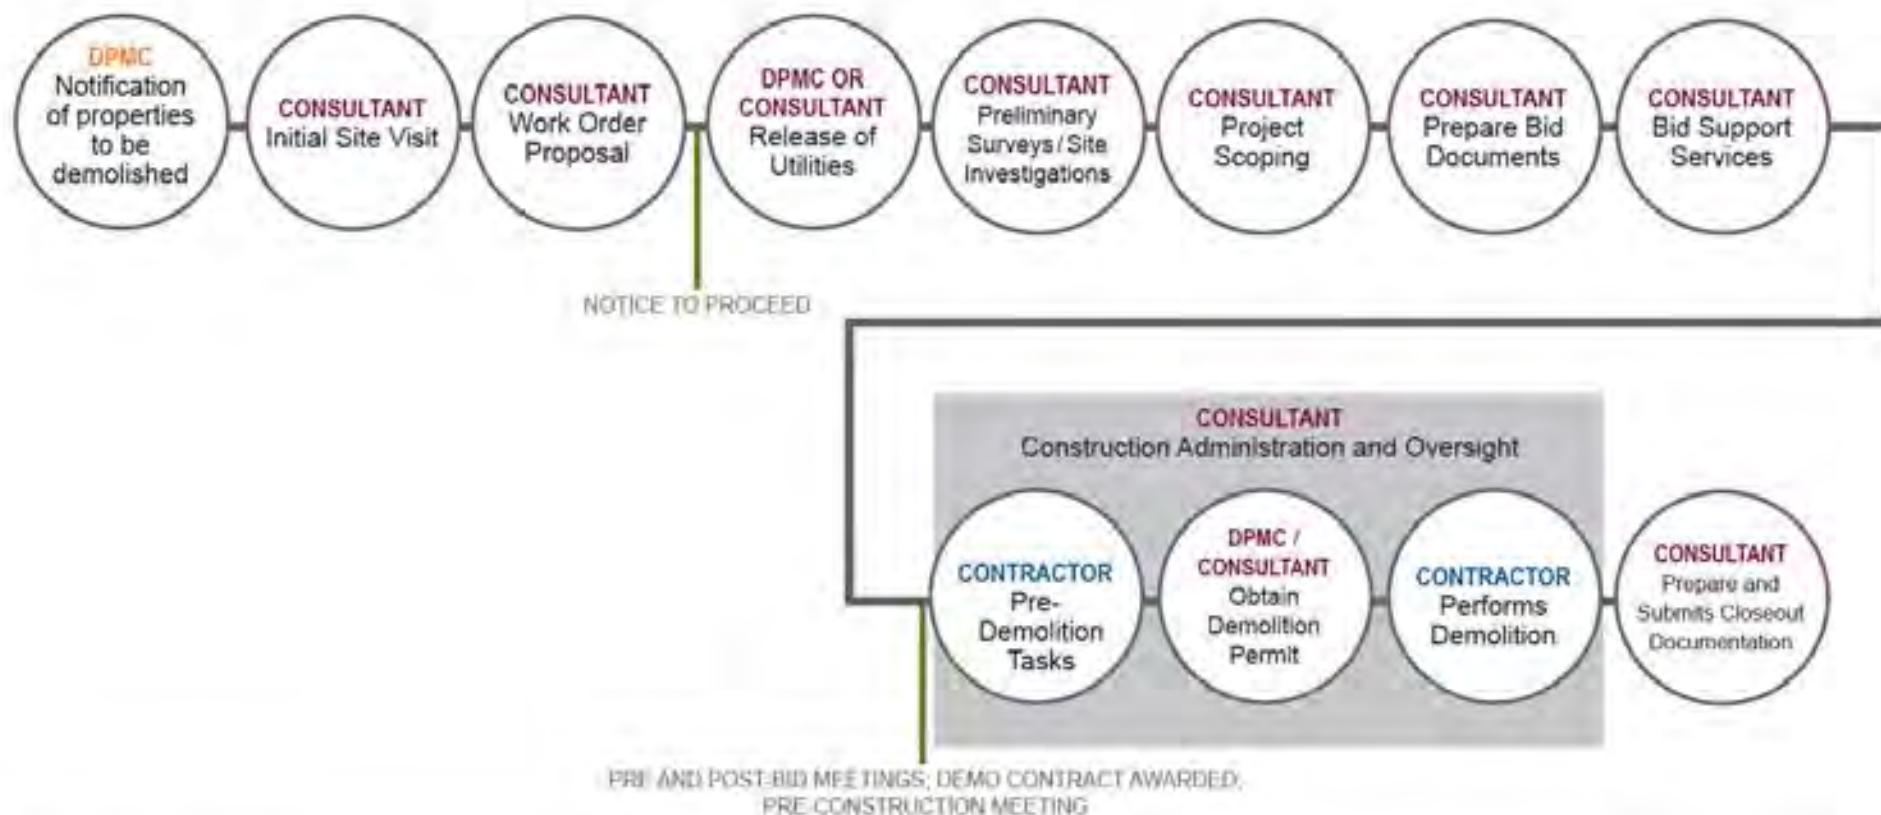 DPMC
Notification
of properties
to be
demolished
CONSULTANT
Initial Site Visit
CONSULTANT
Work Order
Proposal
DPMC OR
CONSULTANT
Release of
Utilities
CONSULTANT
Preliminary
Surveys / Site
Investigations
CONSULTANT
Project
Scoping
CONSULTANT
Prepare Bid
Documents
CONSULTANT
Bid Support
Services
NOTICE TO PROCEED
CONSULTANT
Construction Administration and Oversight
CONTRACTOR
Pre-
Demolition
Tasks
DPMC /
CONSULTANT
Obtain
Demolition
Permit
CONTRACTOR
Performs
Demolition
CONSULTANT
Prepare and
Submits Closeout
Documentation
PRE AND POST-BID MEETINGS; DEMO CONTRACT AWARDED;
PRE-CONSTRUCTION MEETING